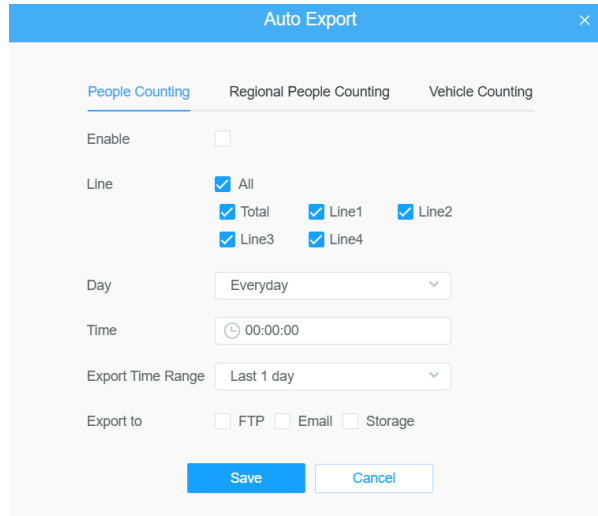 Auto Export
People Counting Regional People Counting Vehicle Counting
Enable
Line All
Total Line1 Line2
Line3 Line4
Day Everyday
Time 00:00:00
Export Time Range Last 1 day
Export to FTP Email Storage
Save Cancel